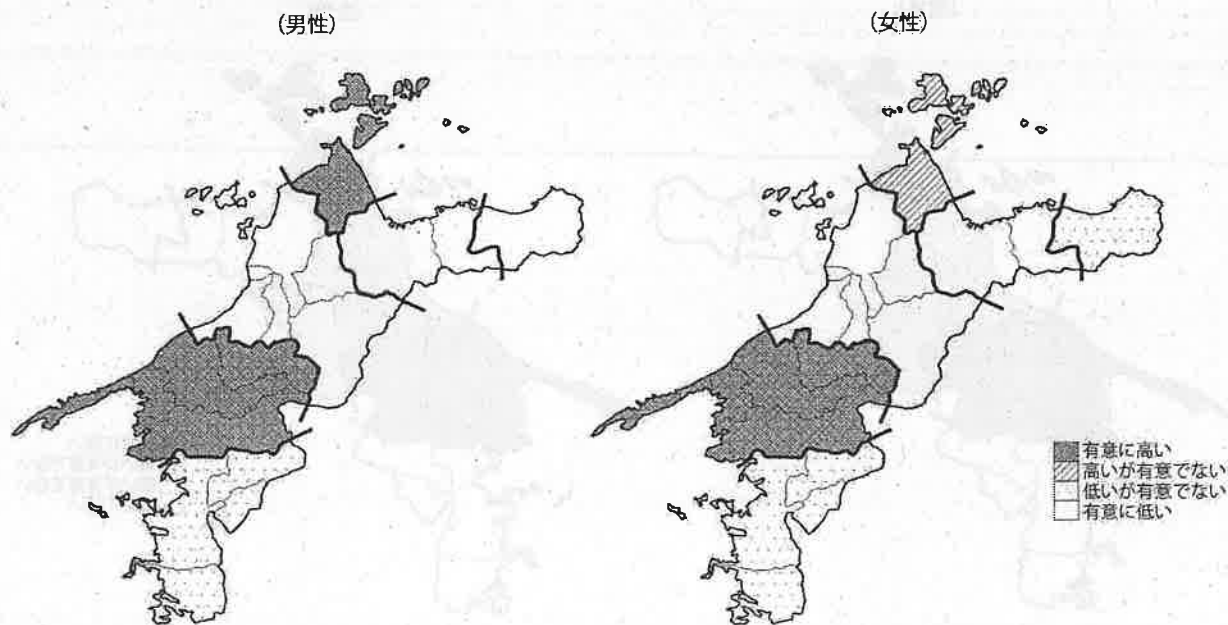 (男性)
(女性)
有意に高い
高いが有意でない
低いが有意でない
有意に低い